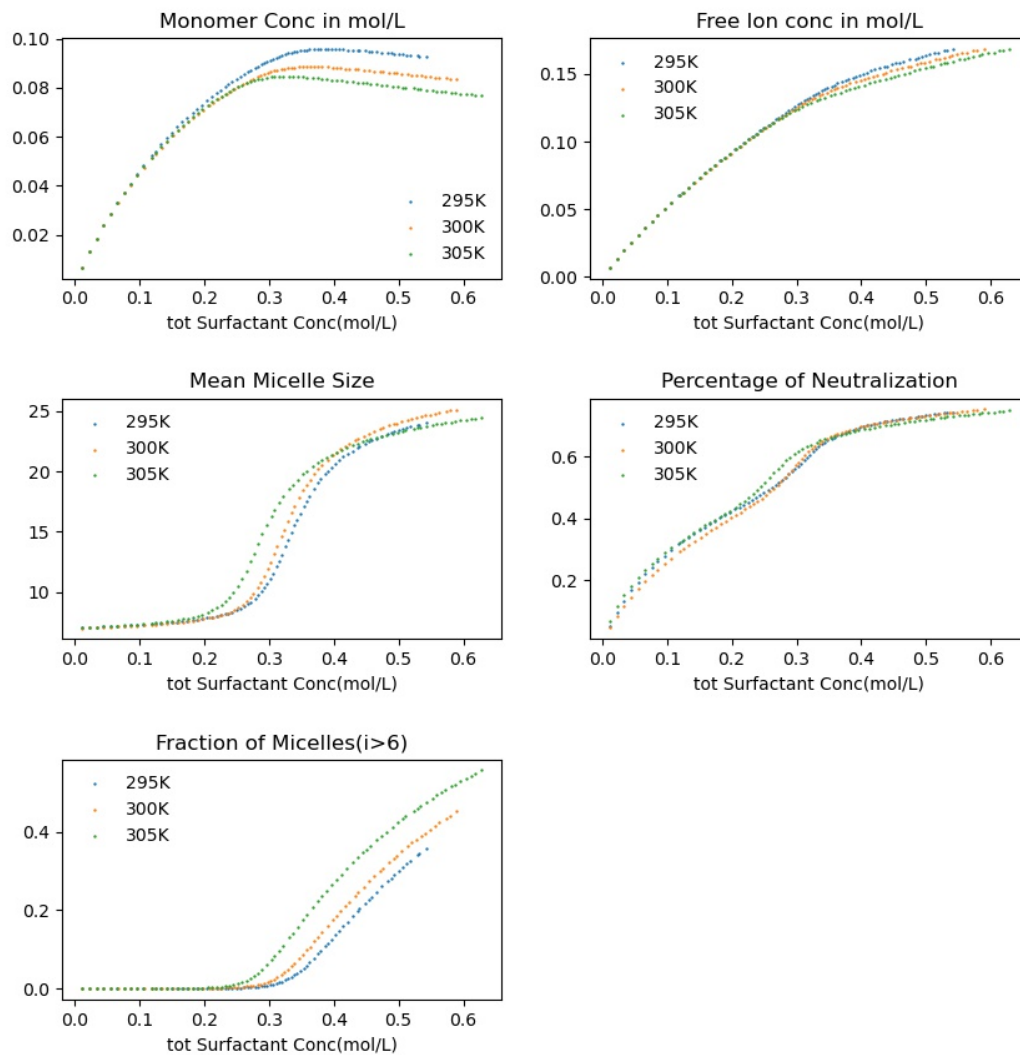 Monomer Conc in mol/L
0.10
0.08
0.06
0.04
0.02
295K
300K
305K
0.0 0.1 0.2 0.3 0.4 0.5 0.6
tot Surfactant Conc(mol/L)
Free Ion conc in mol/L
295K
300K
305K
0.15
0.10
0.05
0.00
0.0 0.1 0.2 0.3 0.4 0.5 0.6
tot Surfactant Conc(mol/L)
Mean Micelle Size
295K
300K
305K
25
20
15
10
0.0 0.1 0.2 0.3 0.4 0.5 0.6
tot Surfactant Conc(mol/L)
Percentage of Neutralization
295K
300K
305K
0.6
0.4
0.2
0.0 0.1 0.2 0.3 0.4 0.5 0.6
tot Surfactant Conc(mol/L)
Fraction of Micelles(i>6)
295K
300K
305K
0.4
0.2
0.0
0.0 0.1 0.2 0.3 0.4 0.5 0.6
tot Surfactant Conc(mol/L)